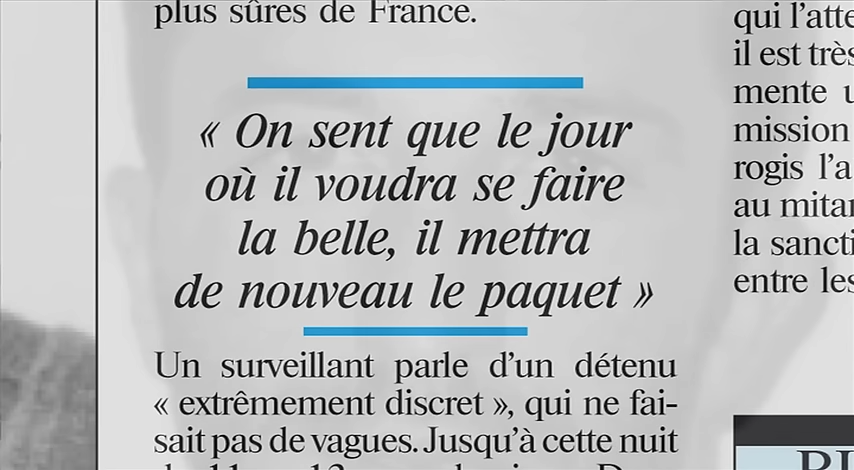 plus sûres de France.
« On sent que le jour
où il voudra se faire
la belle, il mettra
de nouveau le paquet »
Un surveillant parle d'un détenu
« extrêmement discret », qui ne fai-
sait pas de vagues. Jusqu'à cette nuit
qui l'atte
il est très
mente u
mission
rogis l'a
au mitan
la sancti
entre les